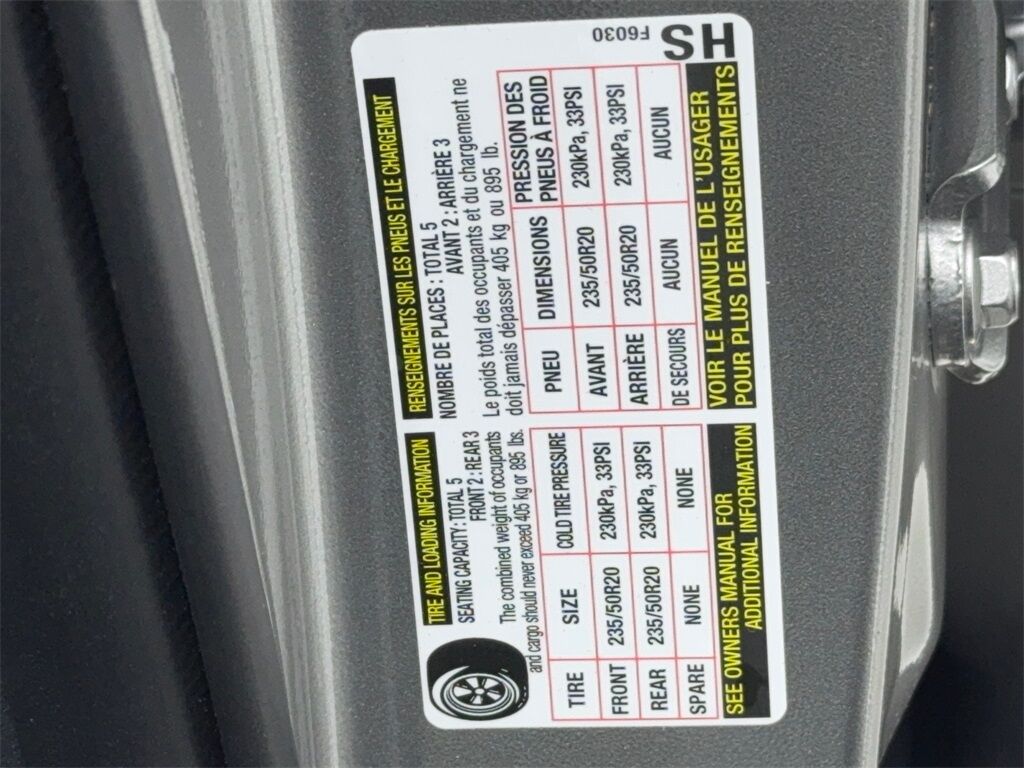 TIRE AND LOADING INFORMATION
SEATING CAPACITY : TOTAL 5
FRONT 2 : REAR 3
The combined weight of occupants
and cargo should never exceed 405 kg or 895 lbs.
TIRE SIZE COLD TIRE PRESSURE
FRONT 235/50R20 230kPa, 33PSI
REAR 235/50R20 230kPa, 33PSI
SPARE NONE NONE
SEE OWNERS MANUAL FOR
ADDITIONAL INFORMATION
RENSEIGNEMENTS SUR LES PNEUS ET LE CHARGEMENT
NOMBRE DE PLACES : TOTAL 5
AVANT 2 : ARRIÈRE 3
Le poids total des occupants et du chargement ne
doit jamais dépasser 405 kg ou 895 lb.
PNEU DIMENSIONS PRESSION DES
PNEUS À FROID
AVANT 235/50R20 230kPa, 33PSI
ARRIÈRE 235/50R20 230kPa, 33PSI
DE SECOURS AUCUN AUCUN
VOIR LE MANUEL DE L'USAGER
POUR PLUS DE RENSEIGNEMENTS
F6030
HS